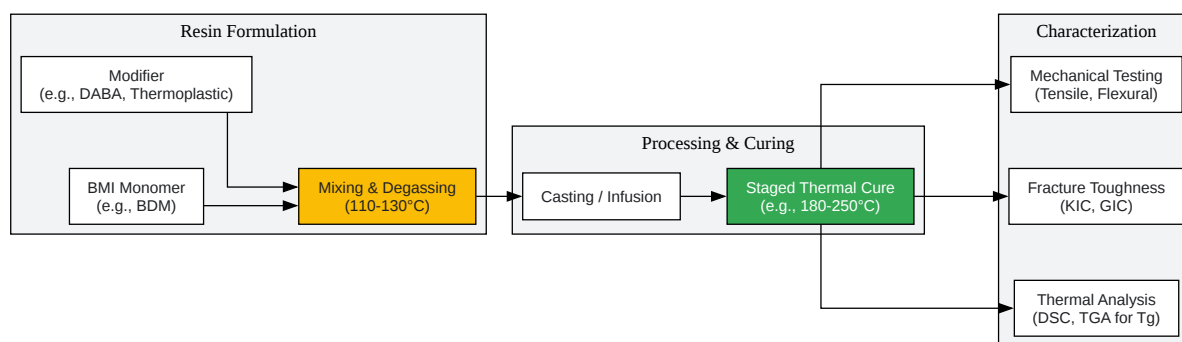 Resin Formulation
Modifier
(e.g., DABA, Thermoplastic)
BMI Monomer
(e.g., BDM)
Mixing & Degassing
(110-130°C)
Processing & Curing
Casting / Infusion
Staged Thermal Cure
(e.g., 180-250°C)
Characterization
Mechanical Testing
(Tensile, Flexural)
Fracture Toughness
(KIC, GIC)
Thermal Analysis
(DSC, TGA for Tg)